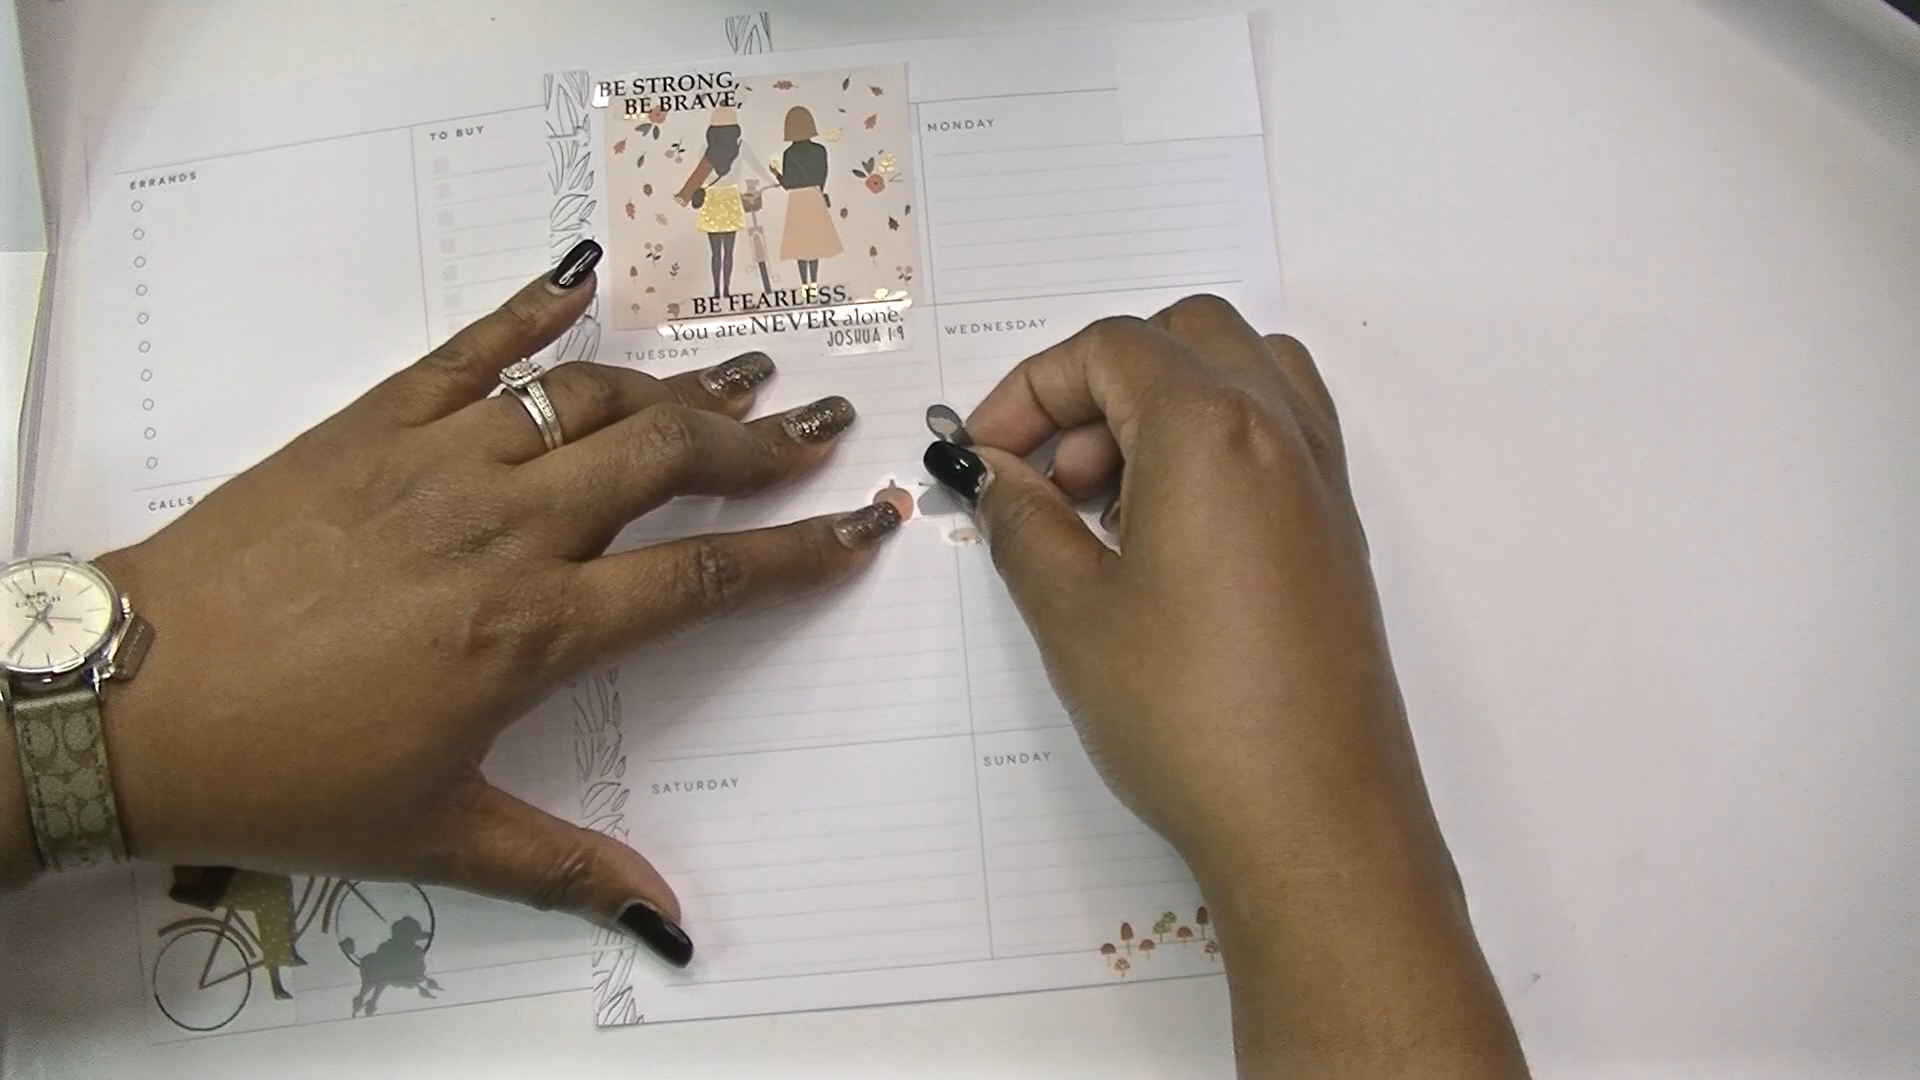 TO BUY
ERRANDS
CALLS
BE STRONG,
BE BRAVE,
BE FEARLESS.
You are NEVER alone.
JOSHUA 1:9
MONDAY
TUESDAY
WEDNESDAY
SATURDAY
SUNDAY